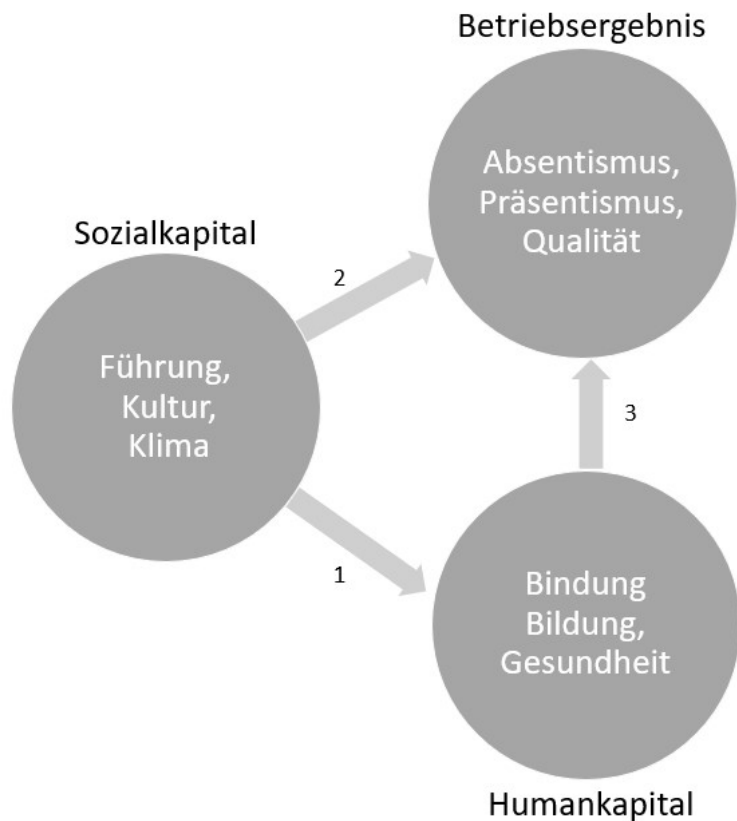 Betriebsergebnis
Absentismus,
Präsentismus,
Qualität
Sozialkapital
2
Führung,
Kultur,
Klima
3
1
Bindung
Bildung,
Gesundheit
Humankapital